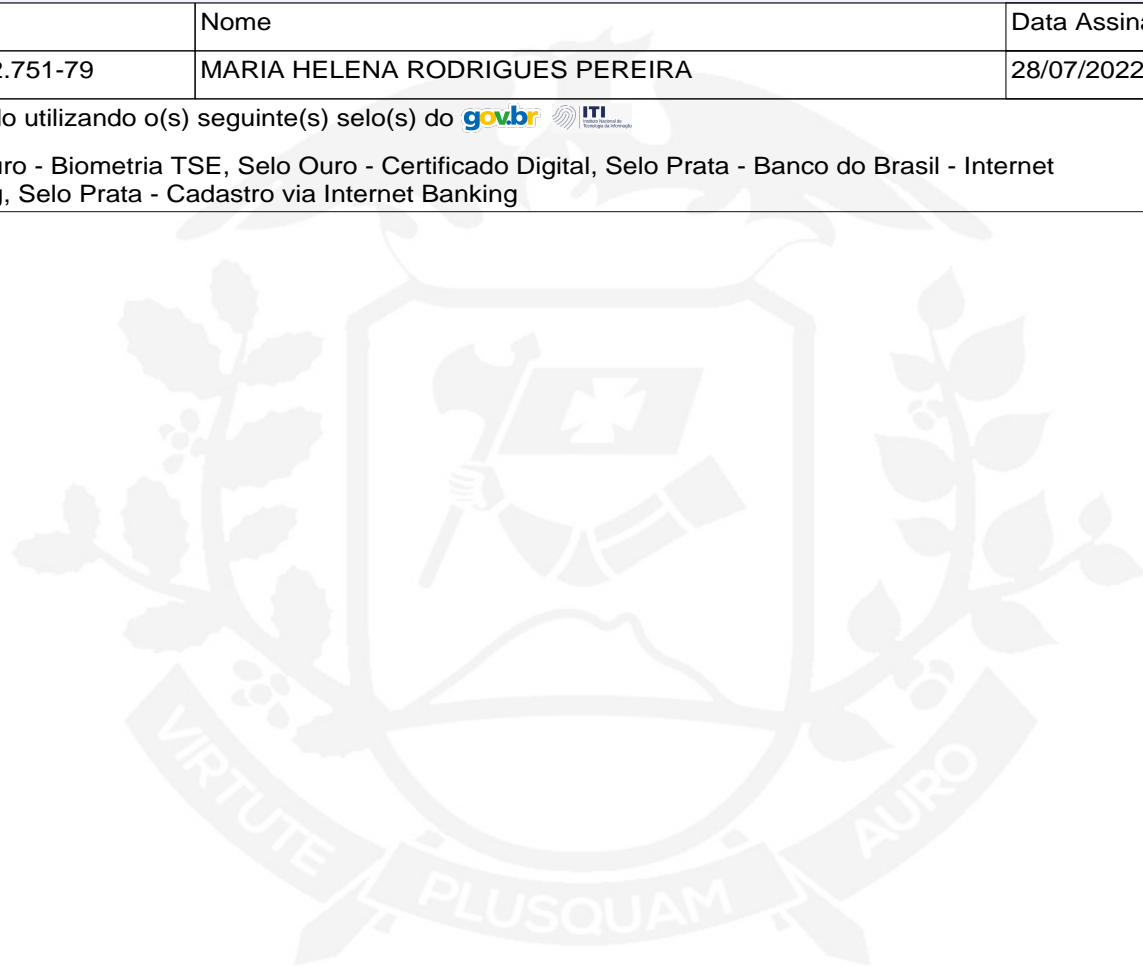 Nome Data Assina
2.751-79 MARIA HELENA RODRIGUES PEREIRA 28/07/2022
do utilizando o(s) seguinte(s) selo(s) do gov.br ITI
uro - Biometria TSE, Selo Ouro - Certificado Digital, Selo Prata - Banco do Brasil - Internet
g, Selo Prata - Cadastro via Internet Banking
VIRTUTE PLUSQUAM AURO